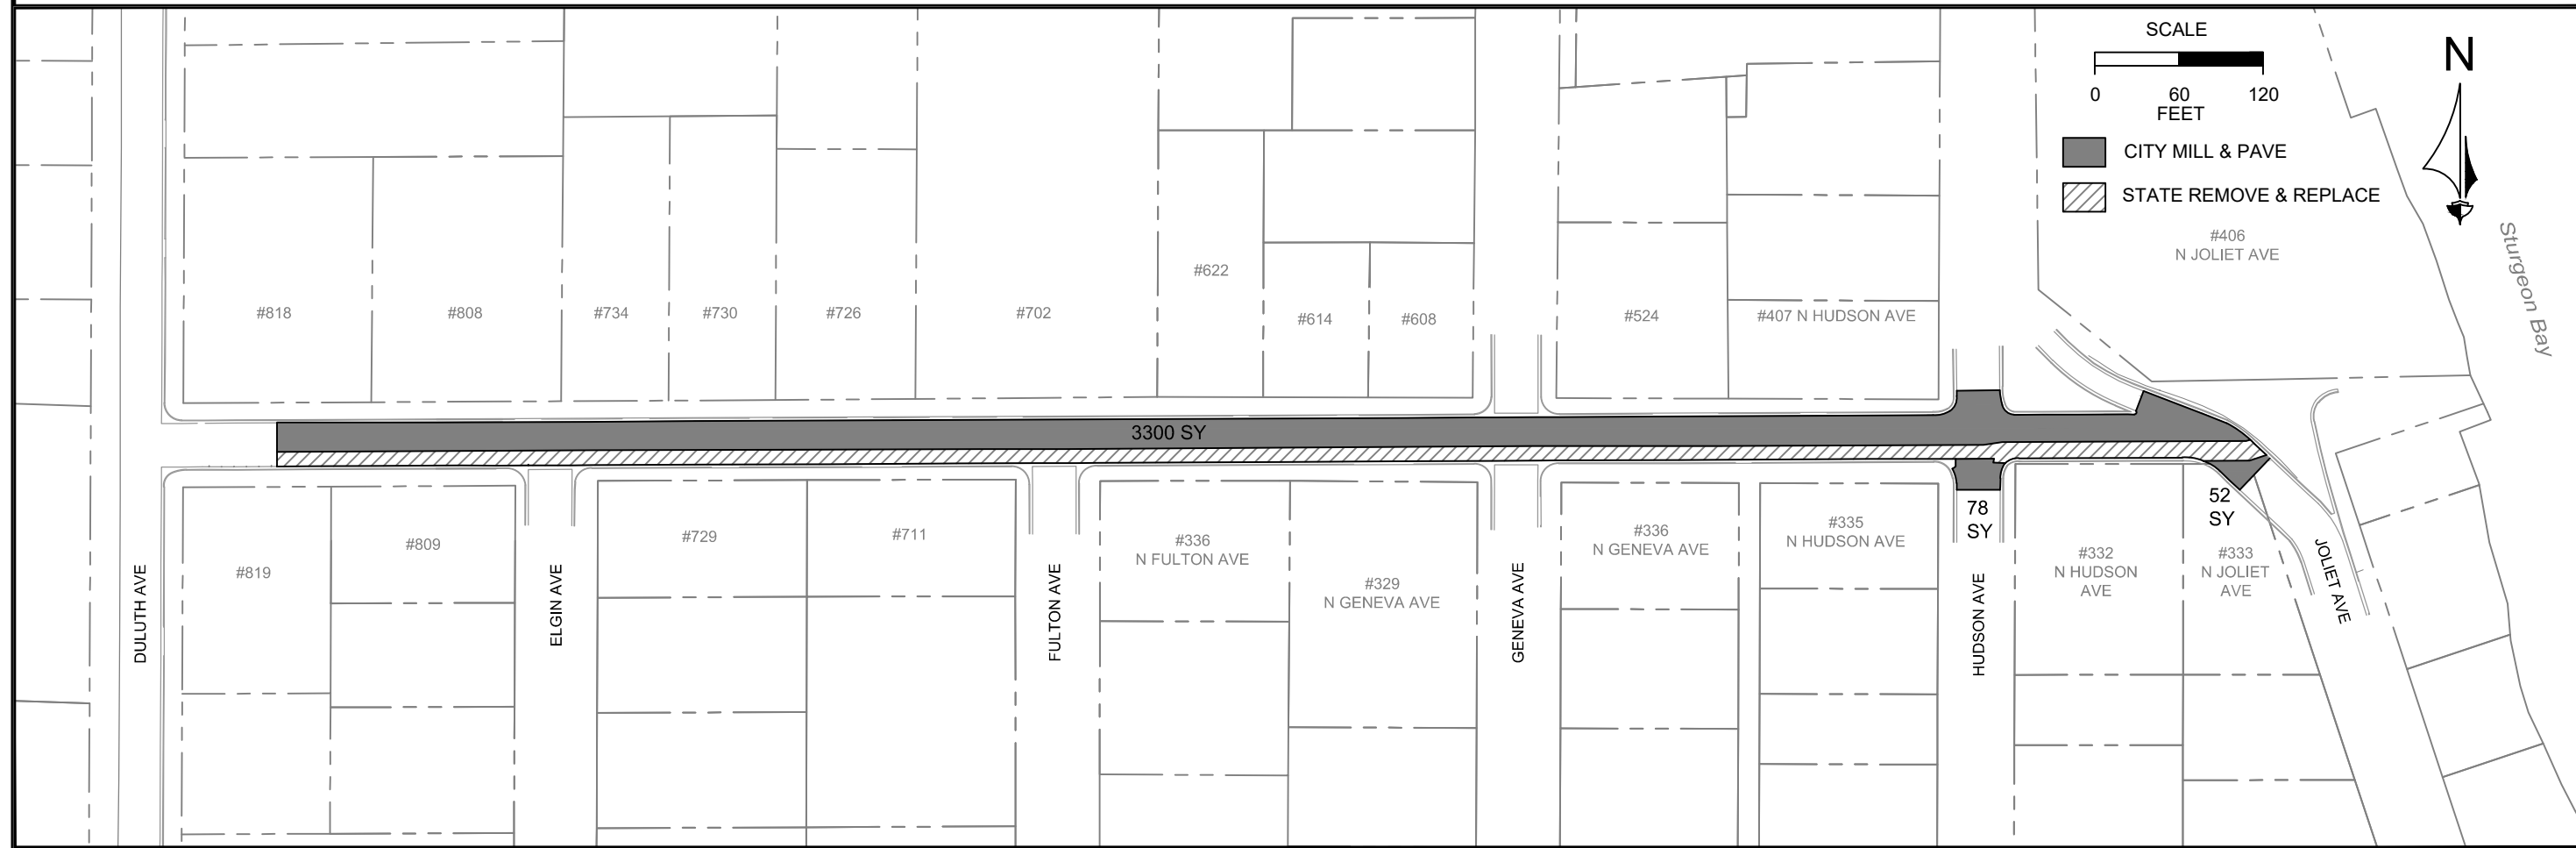 SCALE
0 60 120
FEET
N
CITY MILL & PAVE
STATE REMOVE & REPLACE
#406
N JOLIET AVE
Sturgeon Bay
#818
#808
#734
#730
#726
#702
#622
#614
#608
#524
#407 N HUDSON AVE
3300 SY
78
SY
52
SY
DULUTH AVE
#819
#809
ELGIN AVE
#729
#711
FULTON AVE
#336
N FULTON AVE
#329
N GENEVA AVE
GENEVA AVE
#336
N GENEVA AVE
#335
N HUDSON AVE
HUDSON AVE
#332
N HUDSON
AVE
#333
N JOLIET
AVE
JOLIET AVE